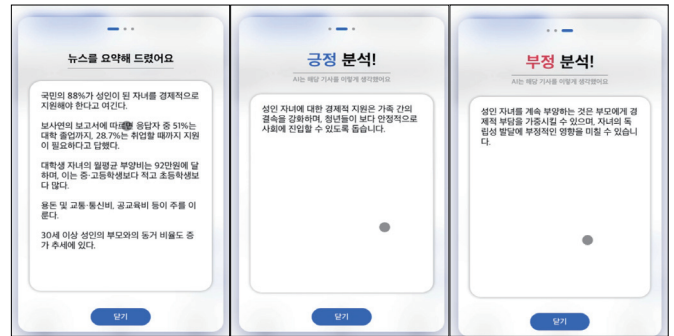 뉴스를 요약해 드렸어요
국민의 88%가 성인이 된 자녀를 경제적으로
지원해야 한다고 여긴다.
보사연의 보고서에 따르면 응답자 중 51%는
대학 졸업까지, 28.7%는 취업할 때까지 지원
이 필요하다고 답했다.
대학생 자녀의 월평균 부양비는 92만원에 달
하며, 이는 중·고등학생보다 적고 초등학생보
다 많다.
용돈 및 교통·통신비, 공교육비 등이 주를 이
룬다.
30세 이상 성인의 부모와의 동거 비율도 증
가 추세에 있다.
닫기
긍정 분석!
AI는 해당 기사를 이렇게 생각했어요
성인 자녀에 대한 경제적 지원은 가족 간의
결속을 강화하며, 청년들이 보다 안정적으로
사회에 진입할 수 있도록 돕습니다.
닫기
부정 분석!
AI는 해당 기사를 이렇게 생각했어요
성인 자녀를 계속 부양하는 것은 부모에게 경
제적 부담을 가중시킬 수 있으며, 자녀의 독
립성 발달에 부정적인 영향을 미칠 수 있습니
다.
닫기